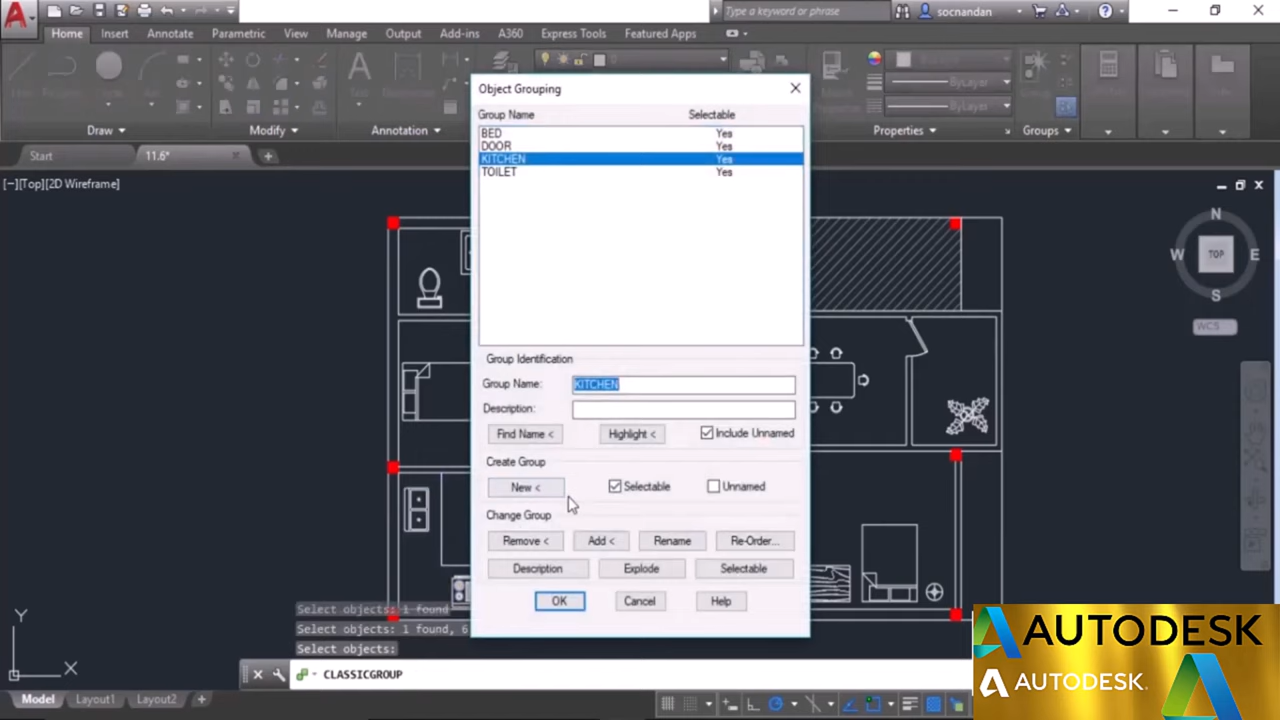 Type a keyword or phrase
socnandan
Home Insert Annotate Parametric View Manage Output Add-ins A360 Express Tools Featured Apps
0
ByLayer
ByLayer
Draw Modify Annotation Properties Groups
Start 11.6*
[−][Top][2D Wireframe]
Object Grouping
Group Name Selectable
BED Yes
DOOR Yes
KITCHEN Yes
TOILET Yes
N
W TOP E
S
WCS
Group Identification
Group Name: KITCHEN
Description:
Find Name < Highlight < Include Unnamed
Create Group
New < Selectable Unnamed
Change Group
Remove < Add < Rename Re-Order...
Description Explode Selectable
OK Cancel Help
Select objects: 1 found
Select objects: 1 found, 6
Select objects:
Y
X
CLASSICGROUP
Model Layout1 Layout2 +
AUTODESK
AUTODESK.